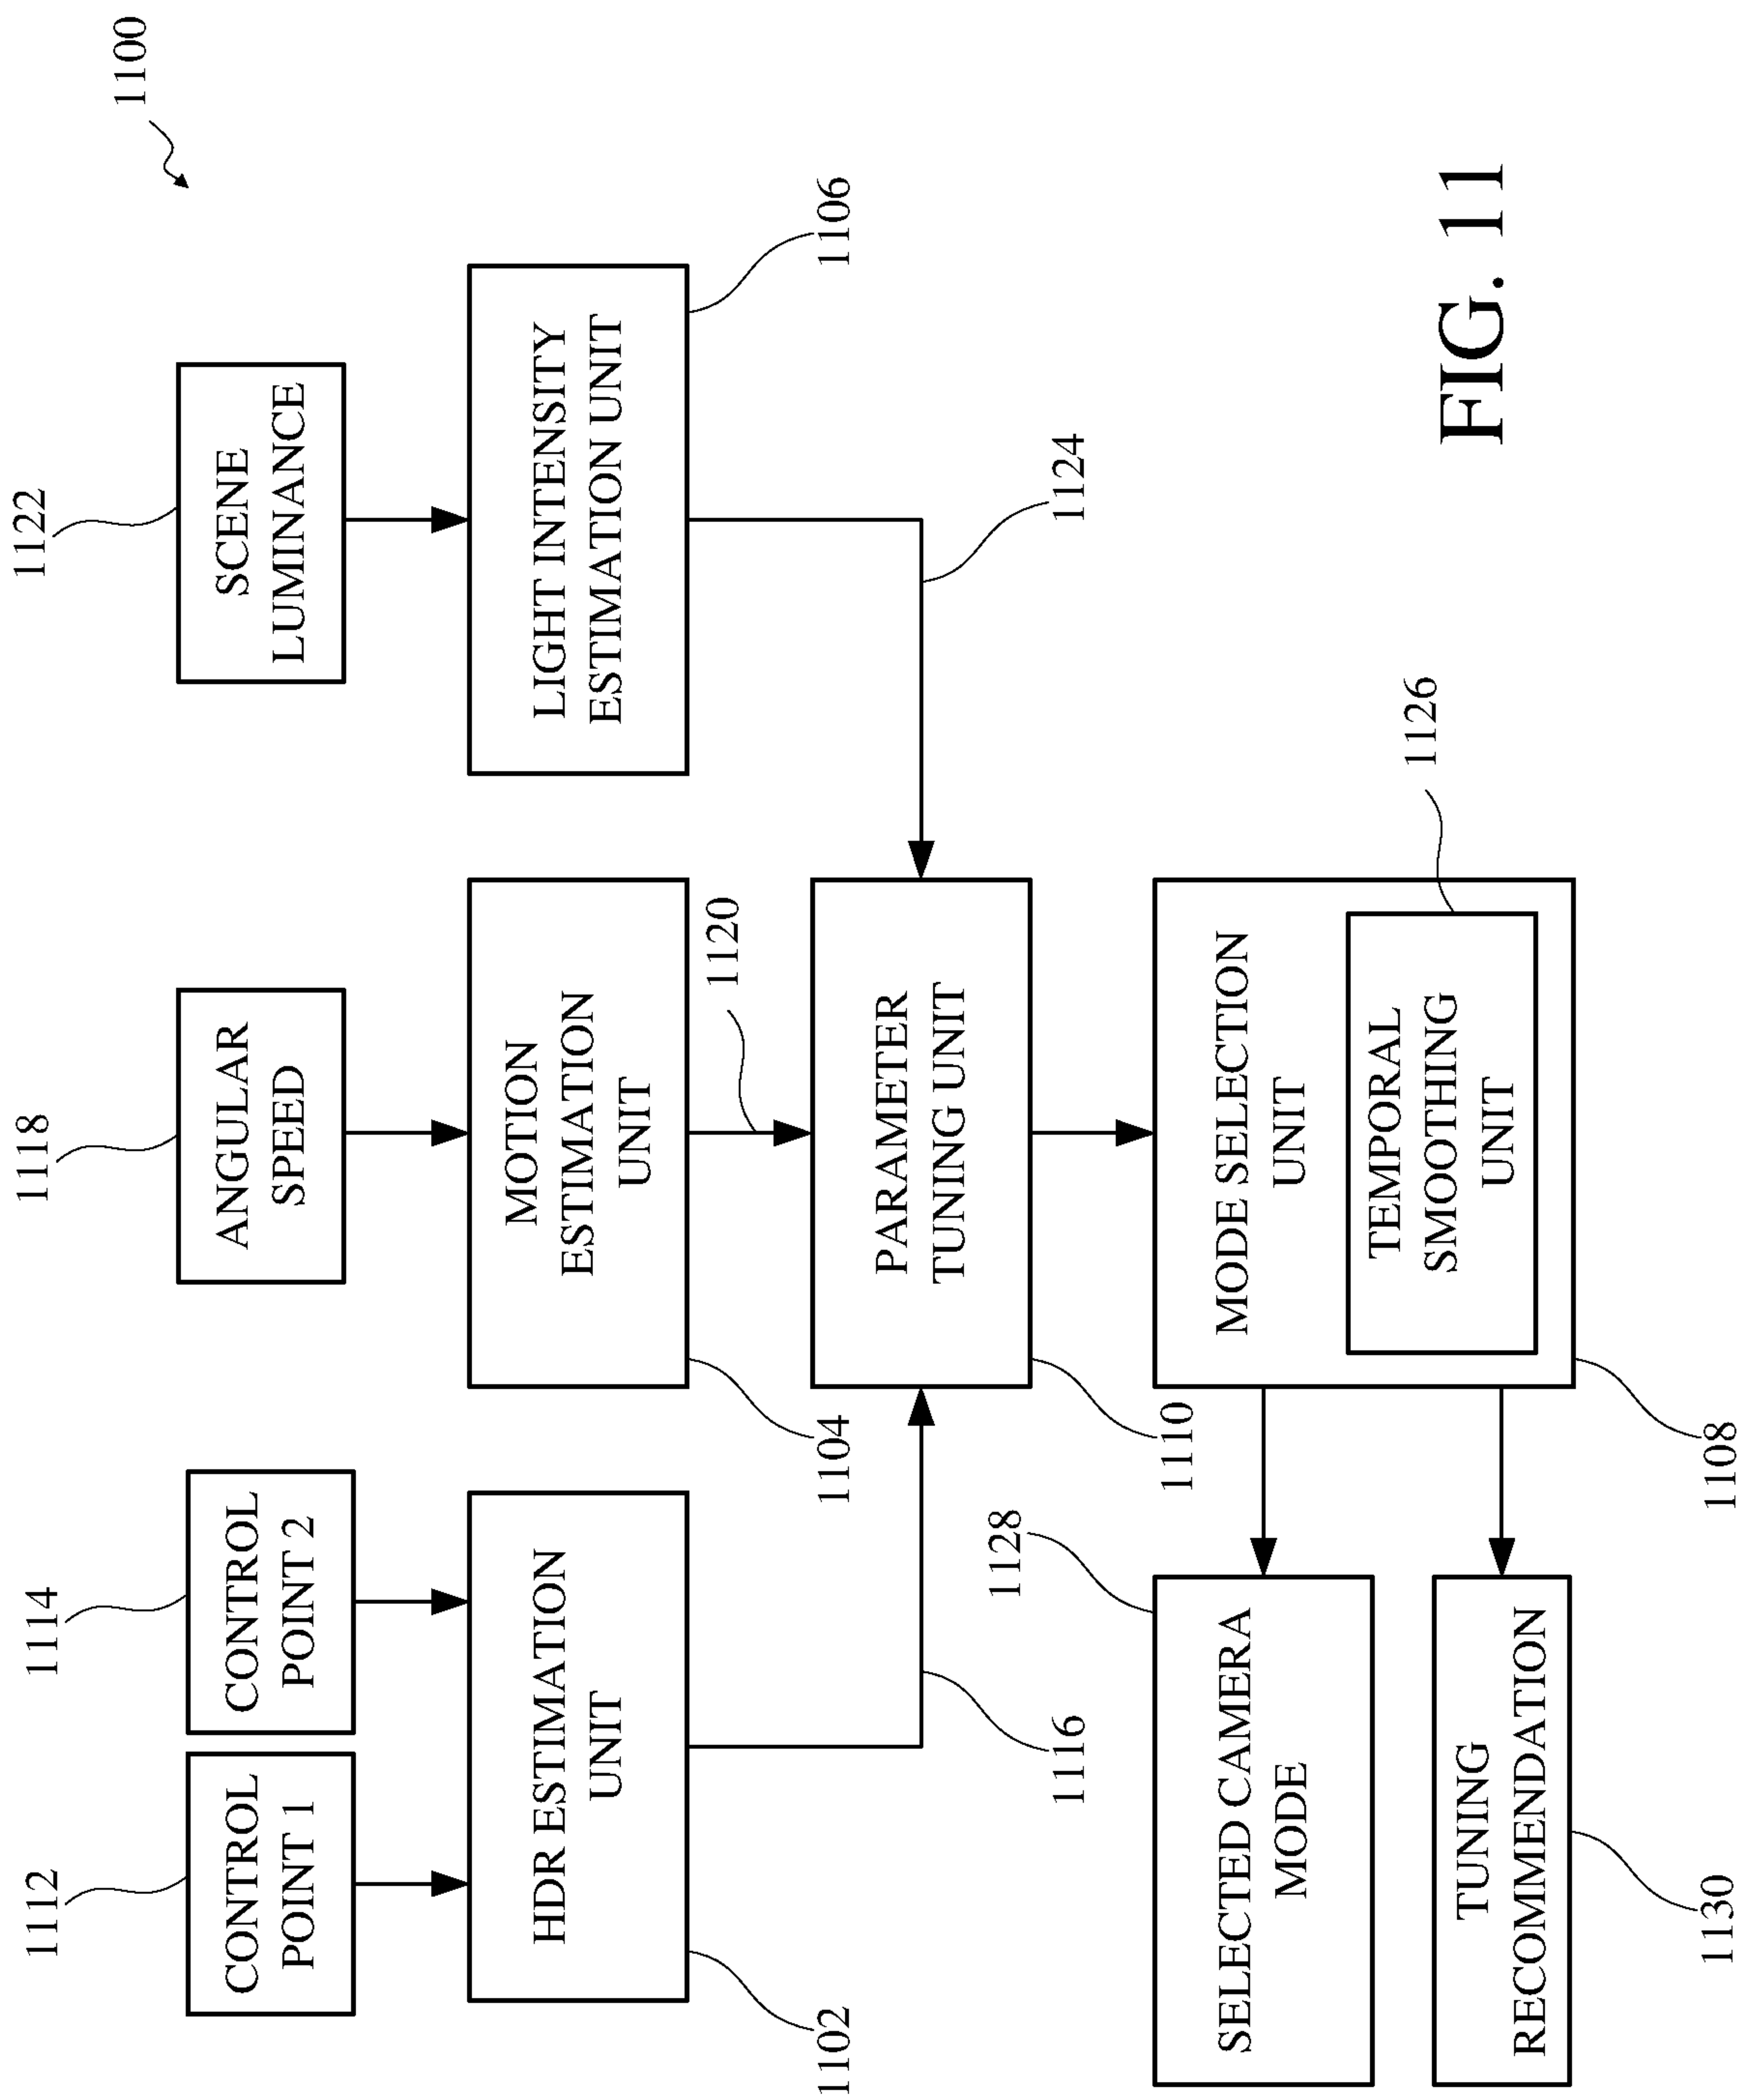 1100
1112
1114
1118
1122
CONTROL
POINT 1
CONTROL
POINT 2
ANGULAR
SPEED
SCENE
LUMINANCE
HDR ESTIMATION
UNIT
MOTION
ESTIMATION
UNIT
LIGHT INTENSITY
ESTIMATION UNIT
1102
1104
1120
1106
PARAMETER
TUNING UNIT
1116
1110
1124
1128
SELECTED CAMERA
MODE
MODE SELECTION
UNIT
TEMPORAL
SMOOTHING
UNIT
1126
TUNING
RECOMMENDATION
1130
1108
FIG. 11